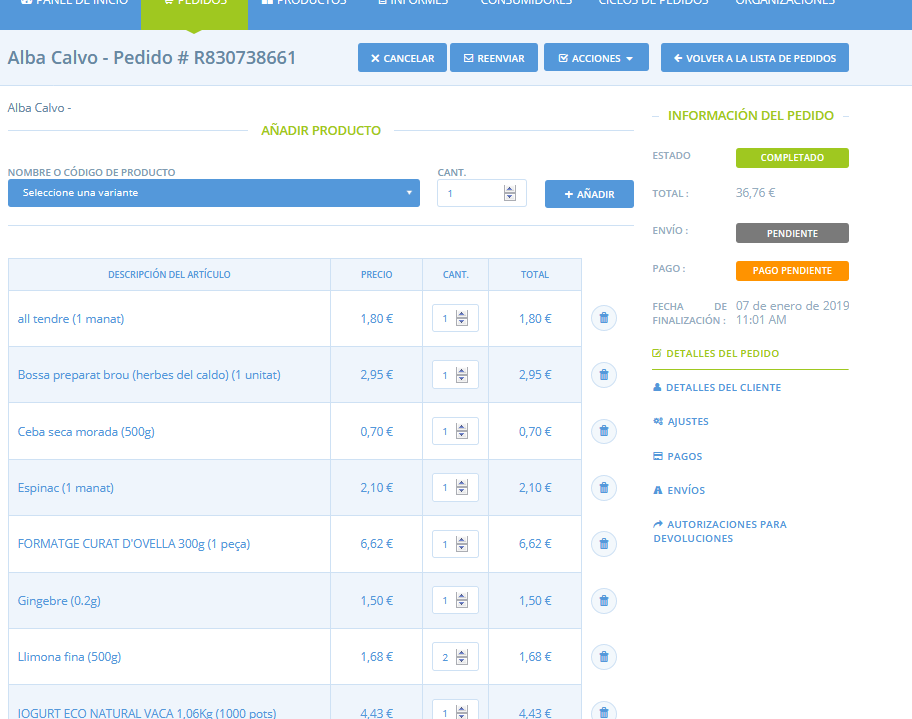 PANEL DE INICIO PEDIDOS PRODUCTOS INFORMES CONSUMIDORES CICLOS DE PEDIDOS ORGANIZACIONES
Alba Calvo - Pedido # R830738661
CANCELAR REENVIAR ACCIONES VOLVER A LA LISTA DE PEDIDOS
Alba Calvo -
AÑADIR PRODUCTO
NOMBRE O CÓDIGO DE PRODUCTO CANT.
Seleccione una variante 1 + AÑADIR
DESCRIPCIÓN DEL ARTÍCULO PRECIO CANT. TOTAL
all tendre (1 manat) 1,80 € 1 1,80 €
Bossa preparat brou (herbes del caldo) (1 unitat) 2,95 € 1 2,95 €
Ceba seca morada (500g) 0,70 € 1 0,70 €
Espinac (1 manat) 2,10 € 1 2,10 €
FORMATGE CURAT D'OVELLA 300g (1 peça) 6,62 € 1 6,62 €
Gingebre (0.2g) 1,50 € 1 1,50 €
Llimona fina (500g) 1,68 € 2 1,68 €
IOGURT ECO NATURAL VACA 1,06Kg (1000 pots) 4,43 € 1 4,43 €
INFORMACIÓN DEL PEDIDO
ESTADO COMPLETADO
TOTAL : 36,76 €
ENVÍO : PENDIENTE
PAGO : PAGO PENDIENTE
FECHA DE 07 de enero de 2019
FINALIZACIÓN : 11:01 AM
DETALLES DEL PEDIDO
DETALLES DEL CLIENTE
AJUSTES
PAGOS
ENVÍOS
AUTORIZACIONES PARA
DEVOLUCIONES